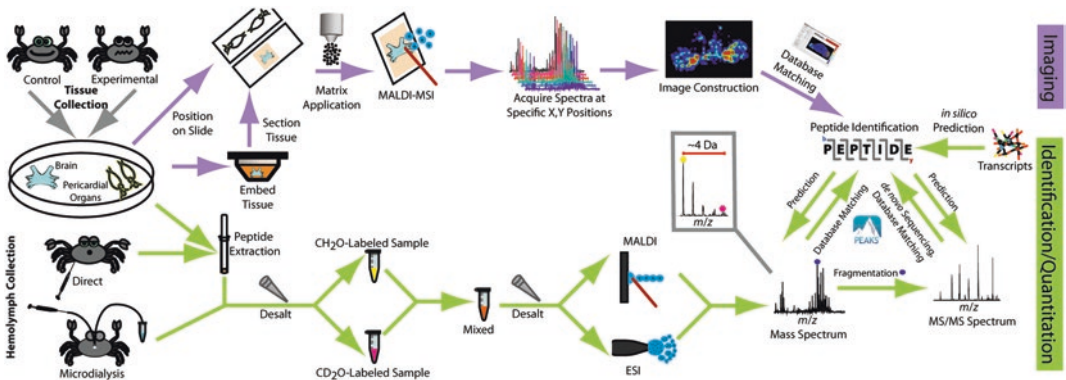 Control
Experimental
Tissue
Collection
Brain
Pericardial
Organs
Position
on Slide
Section
Tissue
Embed
Tissue
Matrix
Application
MALDI-MSI
Acquire Spectra at
Specific X,Y Positions
Image Construction
Database
Matching
Imaging
Peptide Identification
PEPTIDE
in silico
Prediction
Transcripts
Identification/Quantitation
Hemolymph Collection
Direct
Microdialysis
Peptide
Extraction
Desalt
CH2O-Labeled Sample
CD2O-Labeled Sample
Mixed
Desalt
MALDI
ESI
~4 Da
m/z
Prediction
Database Matching
PEAKS
de novo Sequencing,
Database Matching
Prediction
Fragmentation
m/z
Mass Spectrum
m/z
MS/MS Spectrum